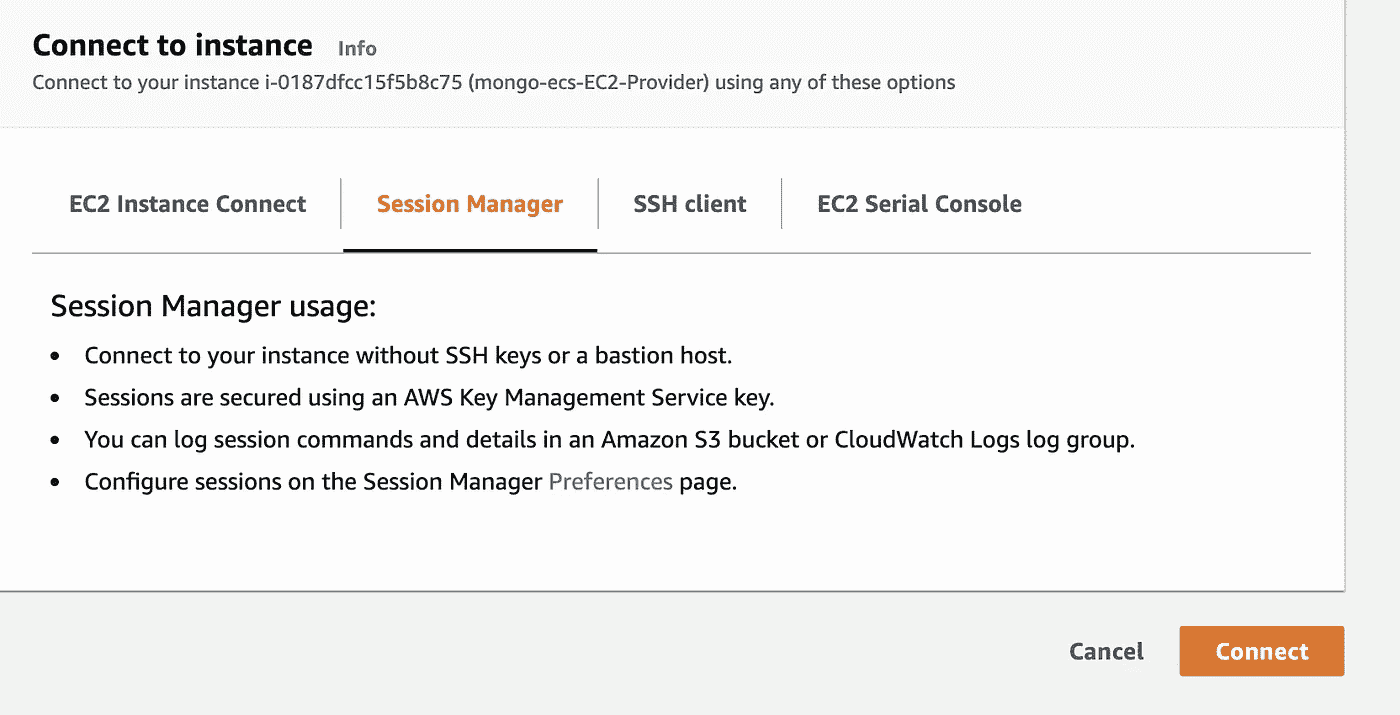 Connect to instance Info
Connect to your instance i-0187dfcc15f5b8c75 (mongo-ecs-EC2-Provider) using any of these options
EC2 Instance Connect Session Manager SSH client EC2 Serial Console
Session Manager usage:
• Connect to your instance without SSH keys or a bastion host.
• Sessions are secured using an AWS Key Management Service key.
• You can log session commands and details in an Amazon S3 bucket or CloudWatch Logs log group.
• Configure sessions on the Session Manager Preferences page.
Cancel Connect